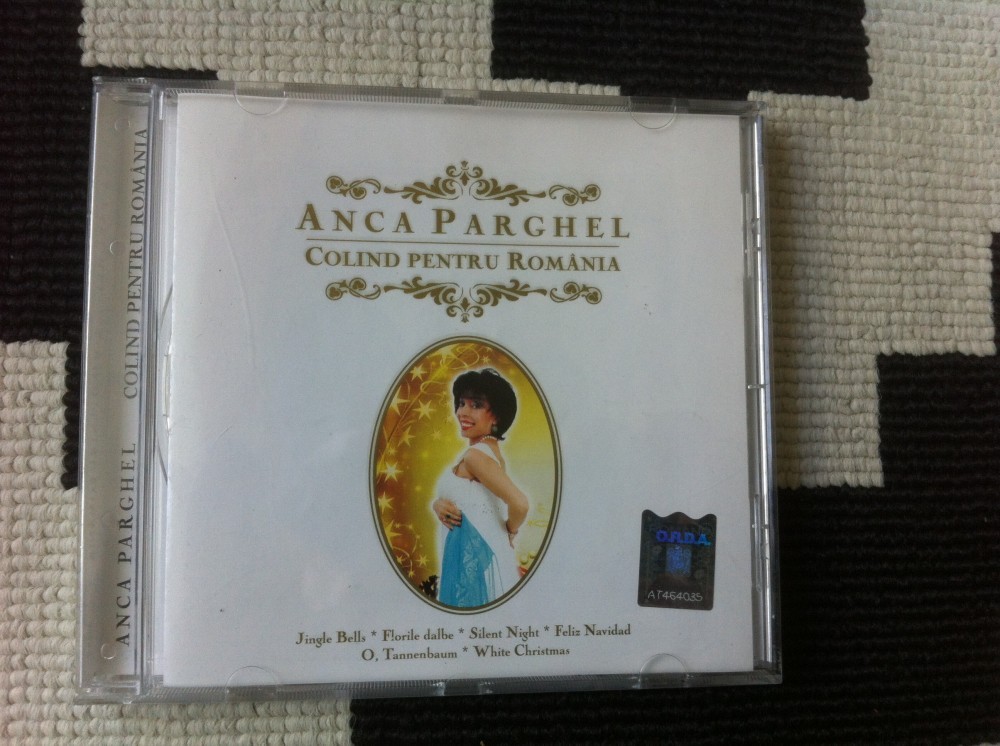 ANCA PARGHEL
COLIND PENTRU ROMÂNIA
Jingle Bells * Florile dalbe * Silent Night * Feliz Navidad
O, Tannenbaum * White Christmas
O.R.D.A.
AT464035
ANCA PARGHEL COLIND PENTRU ROMÂNIA